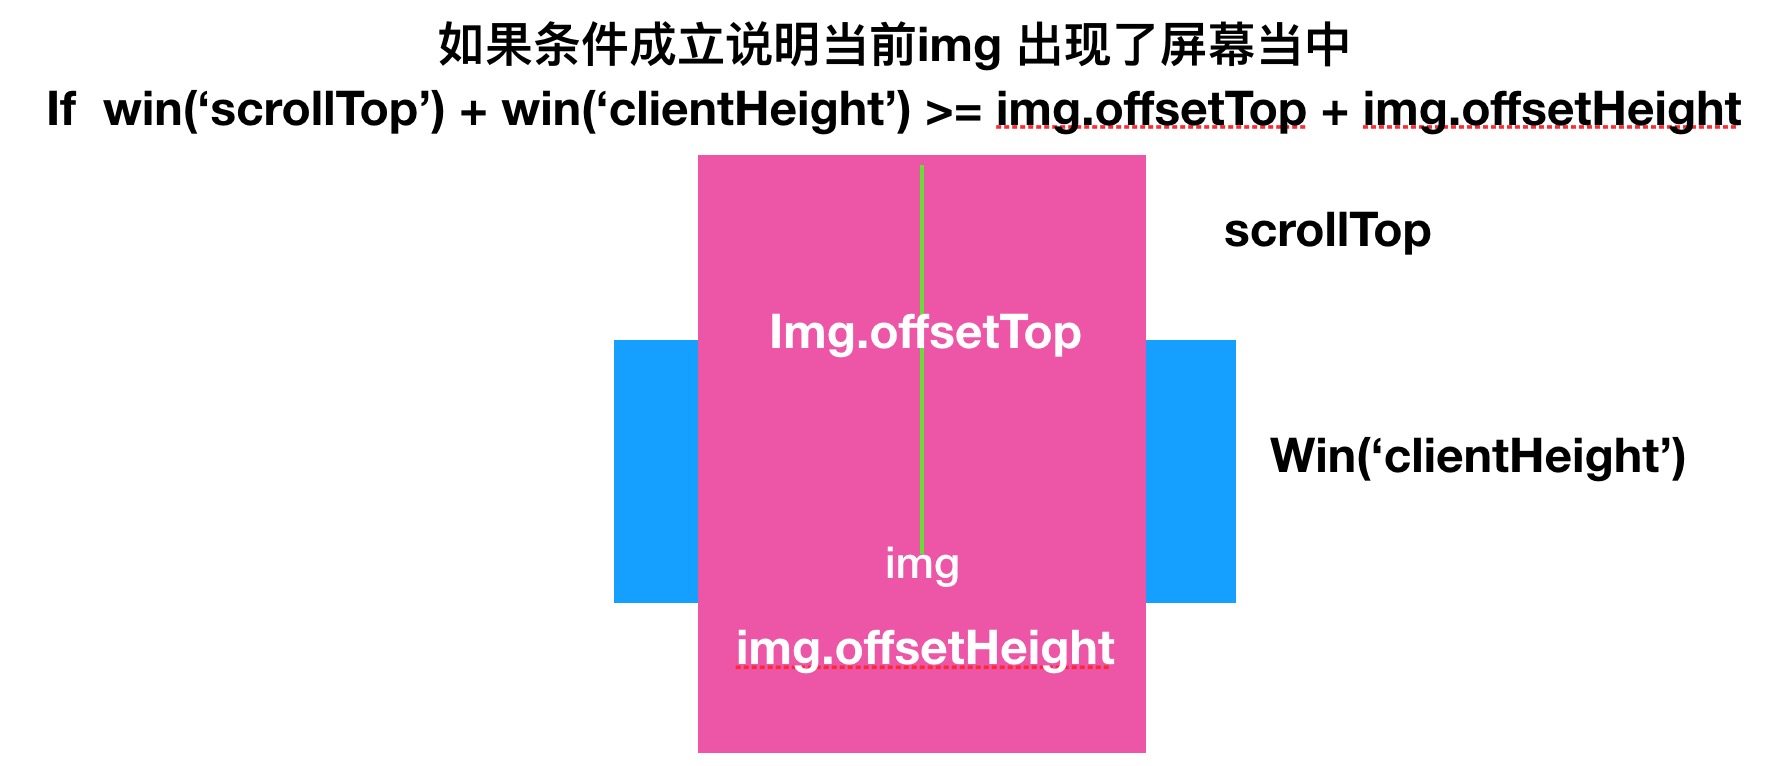 如果条件成立说明当前img 出现了屏幕当中
If win(‘scrollTop’) + win(‘clientHeight’) >= img.offsetTop + img.offsetHeight
scrollTop
Img.offsetTop
Win(‘clientHeight’)
img
img.offsetHeight